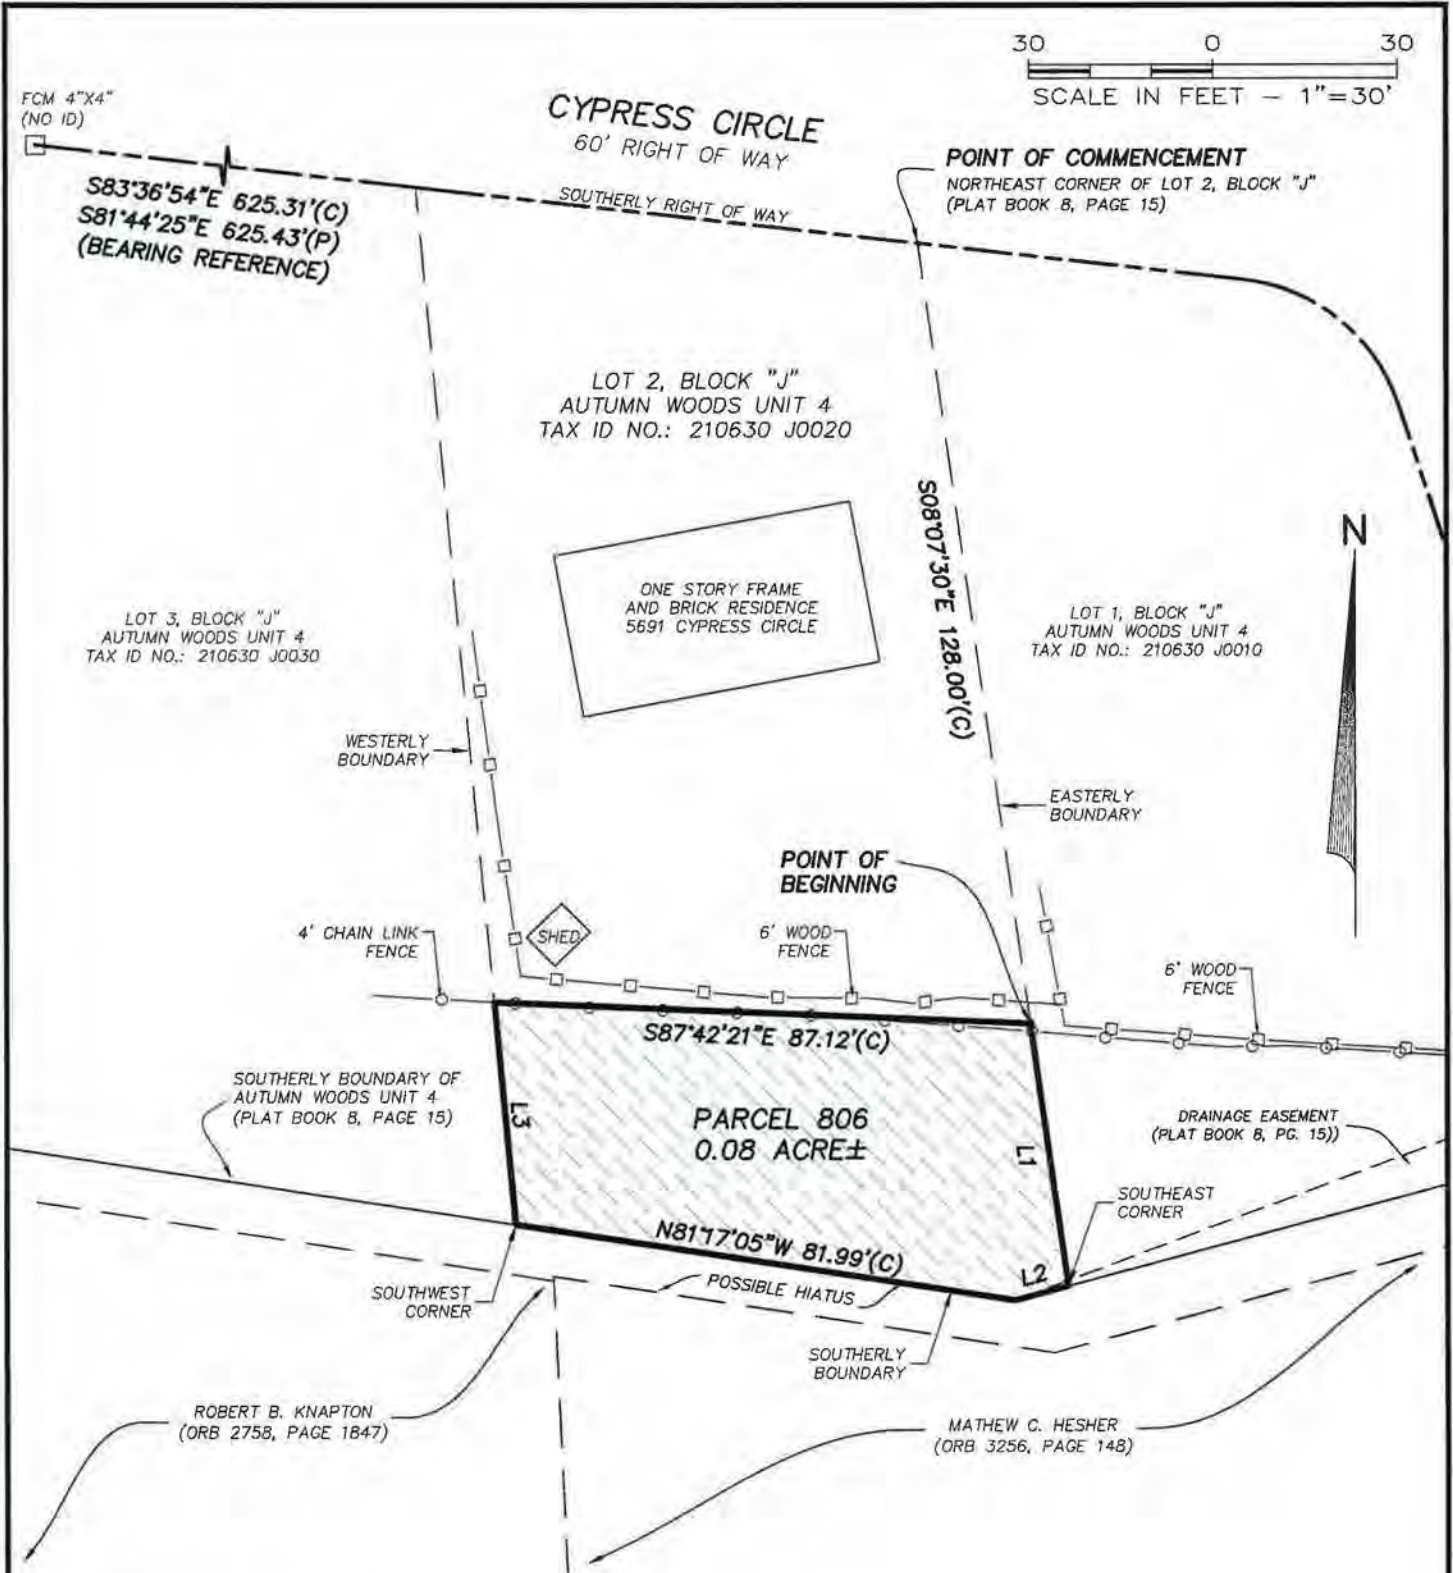 30 0 30
SCALE IN FEET - 1"=30'
FCM 4"X4"
(NO ID)
CYPRESS CIRCLE
60' RIGHT OF WAY
SOUTHERLY RIGHT OF WAY
POINT OF COMMENCEMENT
NORTHEAST CORNER OF LOT 2, BLOCK "J"
(PLAT BOOK 8, PAGE 15)
S83°36'54"E 625.31'(C)
S81°44'25"E 625.43'(P)
(BEARING REFERENCE)
LOT 2, BLOCK "J"
AUTUMN WOODS UNIT 4
TAX ID NO.: 210630 J0020
S08°07'30"E 128.00'(C)
N
ONE STORY FRAME
AND BRICK RESIDENCE
5691 CYPRESS CIRCLE
LOT 3, BLOCK "J"
AUTUMN WOODS UNIT 4
TAX ID NO.: 210630 J0030
LOT 1, BLOCK "J"
AUTUMN WOODS UNIT 4
TAX ID NO.: 210630 J0010
WESTERLY
BOUNDARY
EASTERLY
BOUNDARY
POINT OF
BEGINNING
4' CHAIN LINK
FENCE
SHED
6' WOOD
FENCE
6' WOOD
FENCE
S87°42'21"E 87.12'(C)
SOUTHERLY BOUNDARY OF
AUTUMN WOODS UNIT 4
(PLAT BOOK 8, PAGE 15)
L3
PARCEL 806
0.08 ACRE±
L1
DRAINAGE EASEMENT
(PLAT BOOK 8, PG. 15))
SOUTHEAST
CORNER
N81°17'05"W 81.99'(C)
L2
SOUTHWEST
CORNER
POSSIBLE HIATUS
SOUTHERLY
BOUNDARY
ROBERT B. KNAPTON
(ORB 2758, PAGE 1847)
MATHEW C. HESHER
(ORB 3256, PAGE 148)